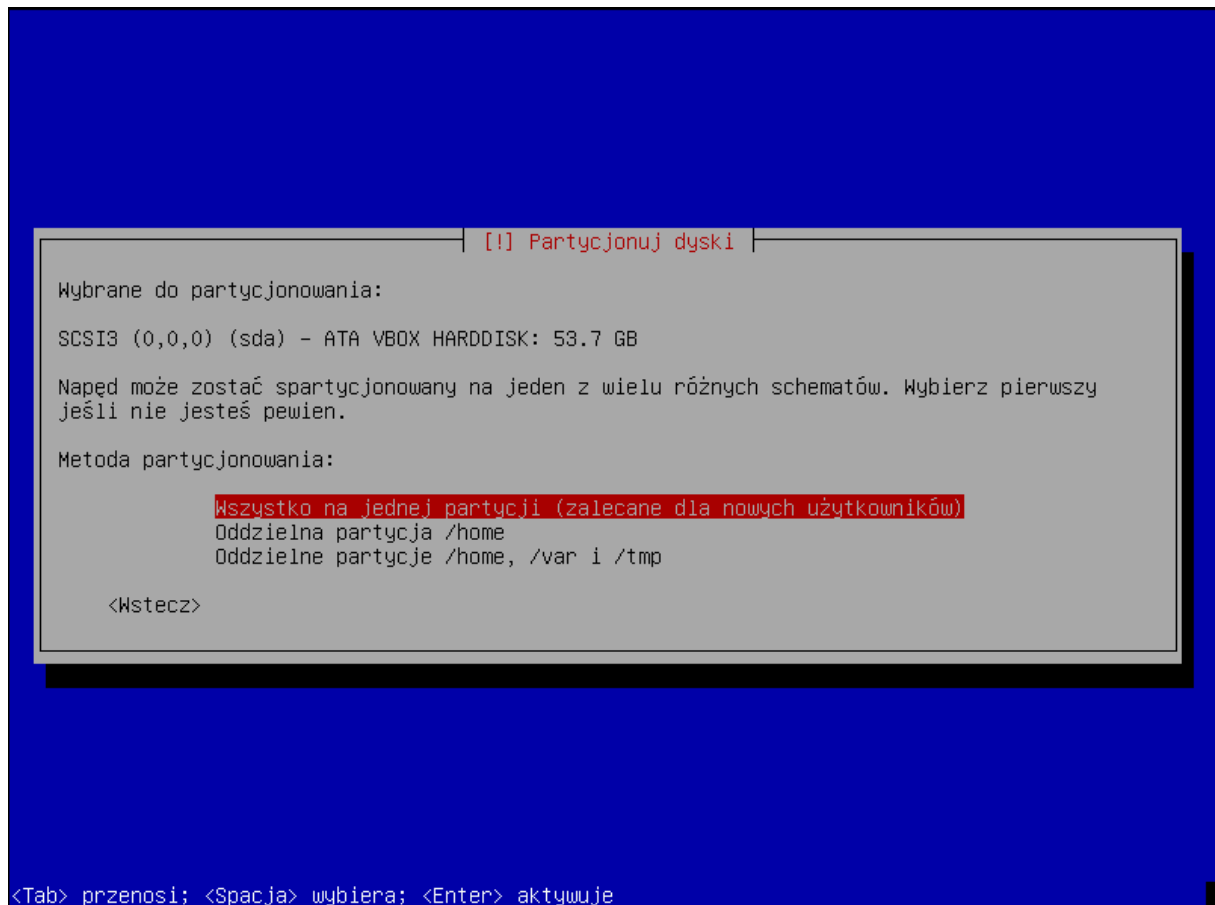 [!] Partycjonuj dyski
Wybrane do partycjonowania:
SCSI3 (0,0,0) (sda) – ATA VBOX HARDDISK: 53.7 GB
Napęd może zostać spartycjonowany na jeden z wielu różnych schematów. Wybierz pierwszy
jeśli nie jesteś pewien.
Metoda partycjonowania:
Wszystko na jednej partycji (zalecane dla nowych użytkowników)
Oddzielna partycja /home
Oddzielne partycje /home, /var i /tmp
<Wstecz>
<Tab> przenosi; <Spacja> wybiera; <Enter> aktywuje